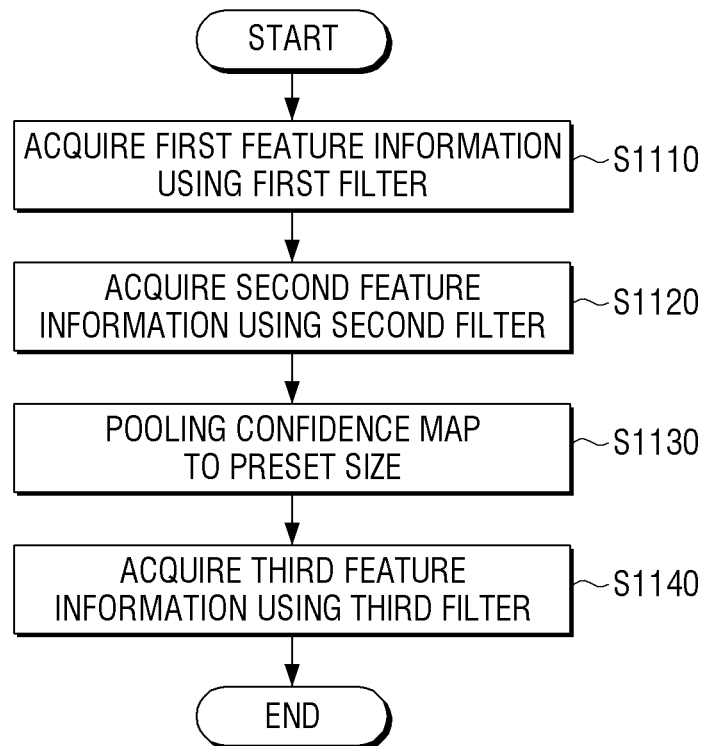 START
ACQUIRE FIRST FEATURE INFORMATION
USING FIRST FILTER
S1110
ACQUIRE SECOND FEATURE
INFORMATION USING SECOND FILTER
S1120
POOLING CONFIDENCE MAP
TO PRESET SIZE
S1130
ACQUIRE THIRD FEATURE
INFORMATION USING THIRD FILTER
S1140
END